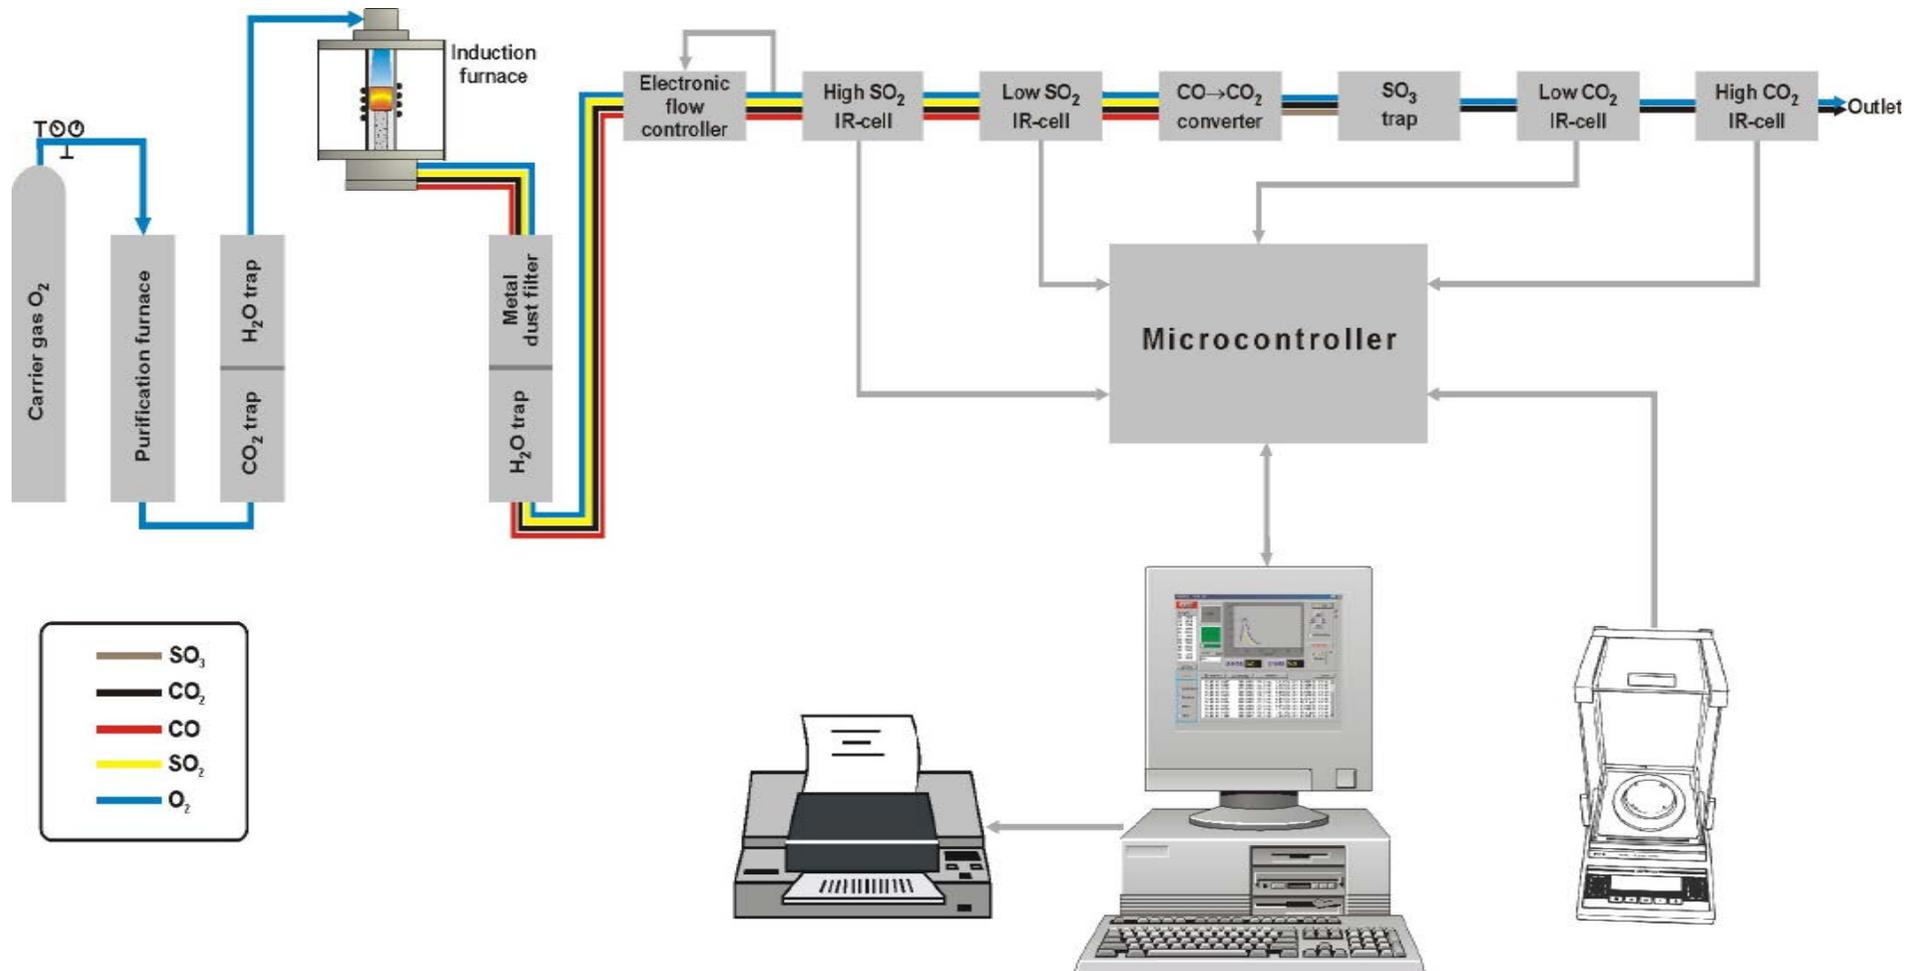 Induction
furnace
Electronic
flow
controller
High SO₂
IR-cell
Low SO₂
IR-cell
CO→CO₂
converter
SO₃
trap
Low CO₂
IR-cell
High CO₂
IR-cell
Outlet
Carrier gas O₂
Purification furnace
H₂O trap
CO₂ trap
Metal
dust filter
H₂O trap
Microcontroller
SO₃
CO₂
CO
SO₂
O₂